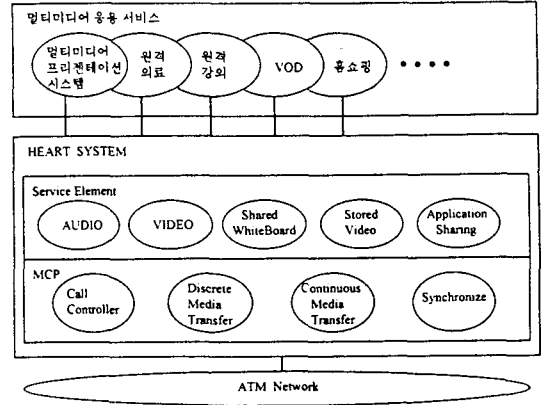 멀티미디어 응용 서비스
멀티미디어
프리젠테이션
시스템
원격
의료
원격
강의
VOD
홈쇼핑
HEART SYSTEM
Service Element
AUDIO
VIDEO
Shared
WhiteBoard
Stored
Video
Application
Sharing
MCP
Call
Controller
Discrete
Media
Transfer
Continuous
Media
Transfer
Synchronize
ATM Network